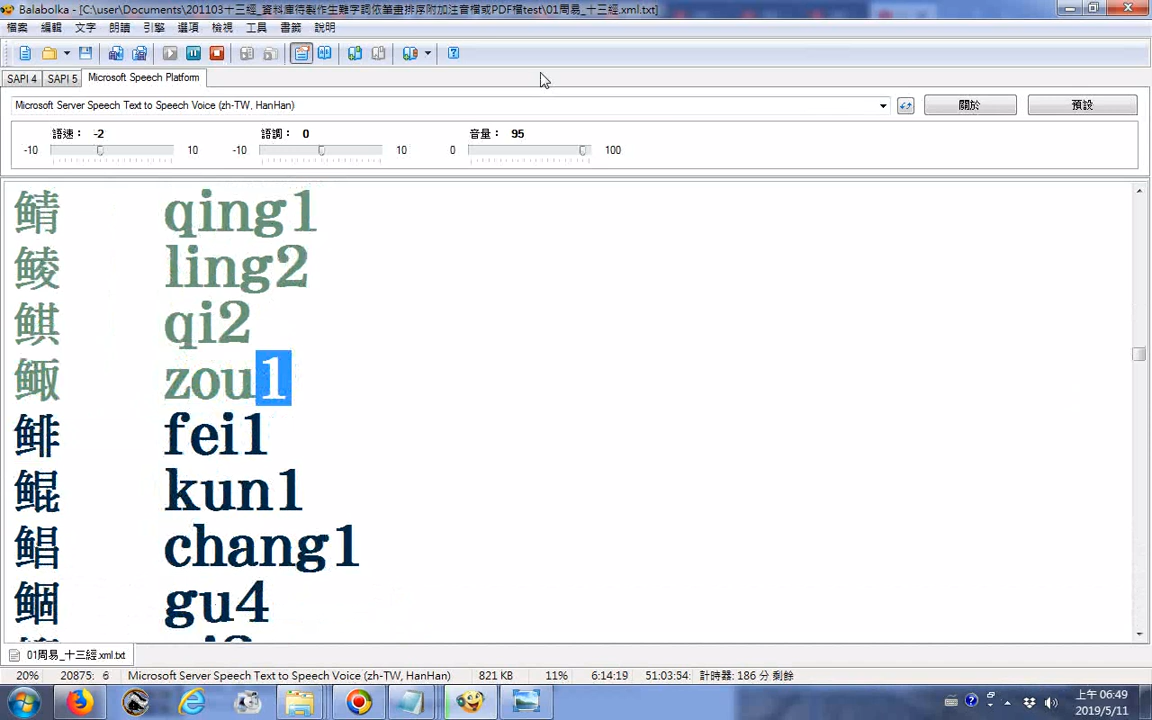 Balabolka - [C:\user\Documents\201103十三經_資料庫待製作生難字詞依筆畫排序附加注音檔或PDF檔test\01周易_十三經.xml.txt]
檔案 編輯 文字 朗讀 引擎 選項 檢視 工具 書籤 說明
SAPI 4 SAPI 5 Microsoft Speech Platform
Microsoft Server Speech Text to Speech Voice (zh-TW, HanHan) 關於 預設
語速： -2 語調： 0 音量： 95
-10 10 -10 10 0 100
鲭 qing1
鲮 ling2
鲯 qi2
鲰 zou1
鲱 fei1
鲲 kun1
鲳 chang1
鲴 gu4
01周易_十三經.xml.txt
20% 20875: 6 Microsoft Server Speech Text to Speech Voice (zh-TW, HanHan) 821 KB 11% 6:14:19 51:03:54: 計時器: 186 分 剩餘
上午 06:49
2019/5/11